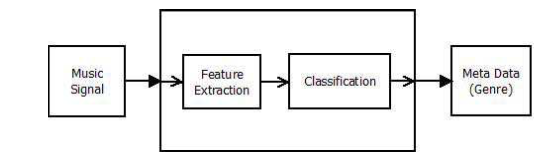 Music
Signal
Feature
Extraction
Classification
Meta Data
(Genre)